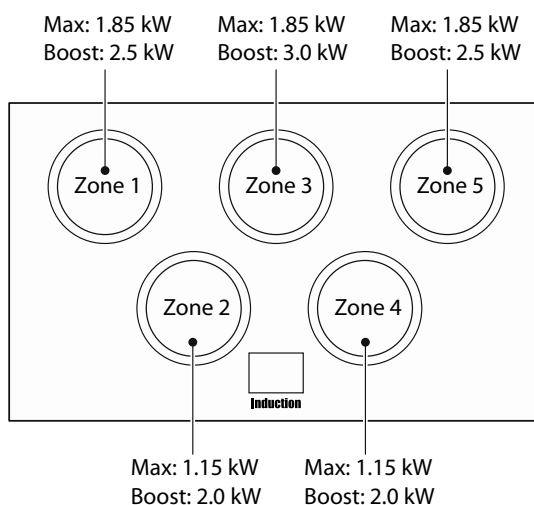 Max: 1.85 kW
Boost: 2.5 kW
Max: 1.85 kW
Boost: 3.0 kW
Max: 1.85 kW
Boost: 2.5 kW
Zone 1
Zone 3
Zone 5
Zone 2
Zone 4
Induction
Max: 1.15 kW
Boost: 2.0 kW
Max: 1.15 kW
Boost: 2.0 kW